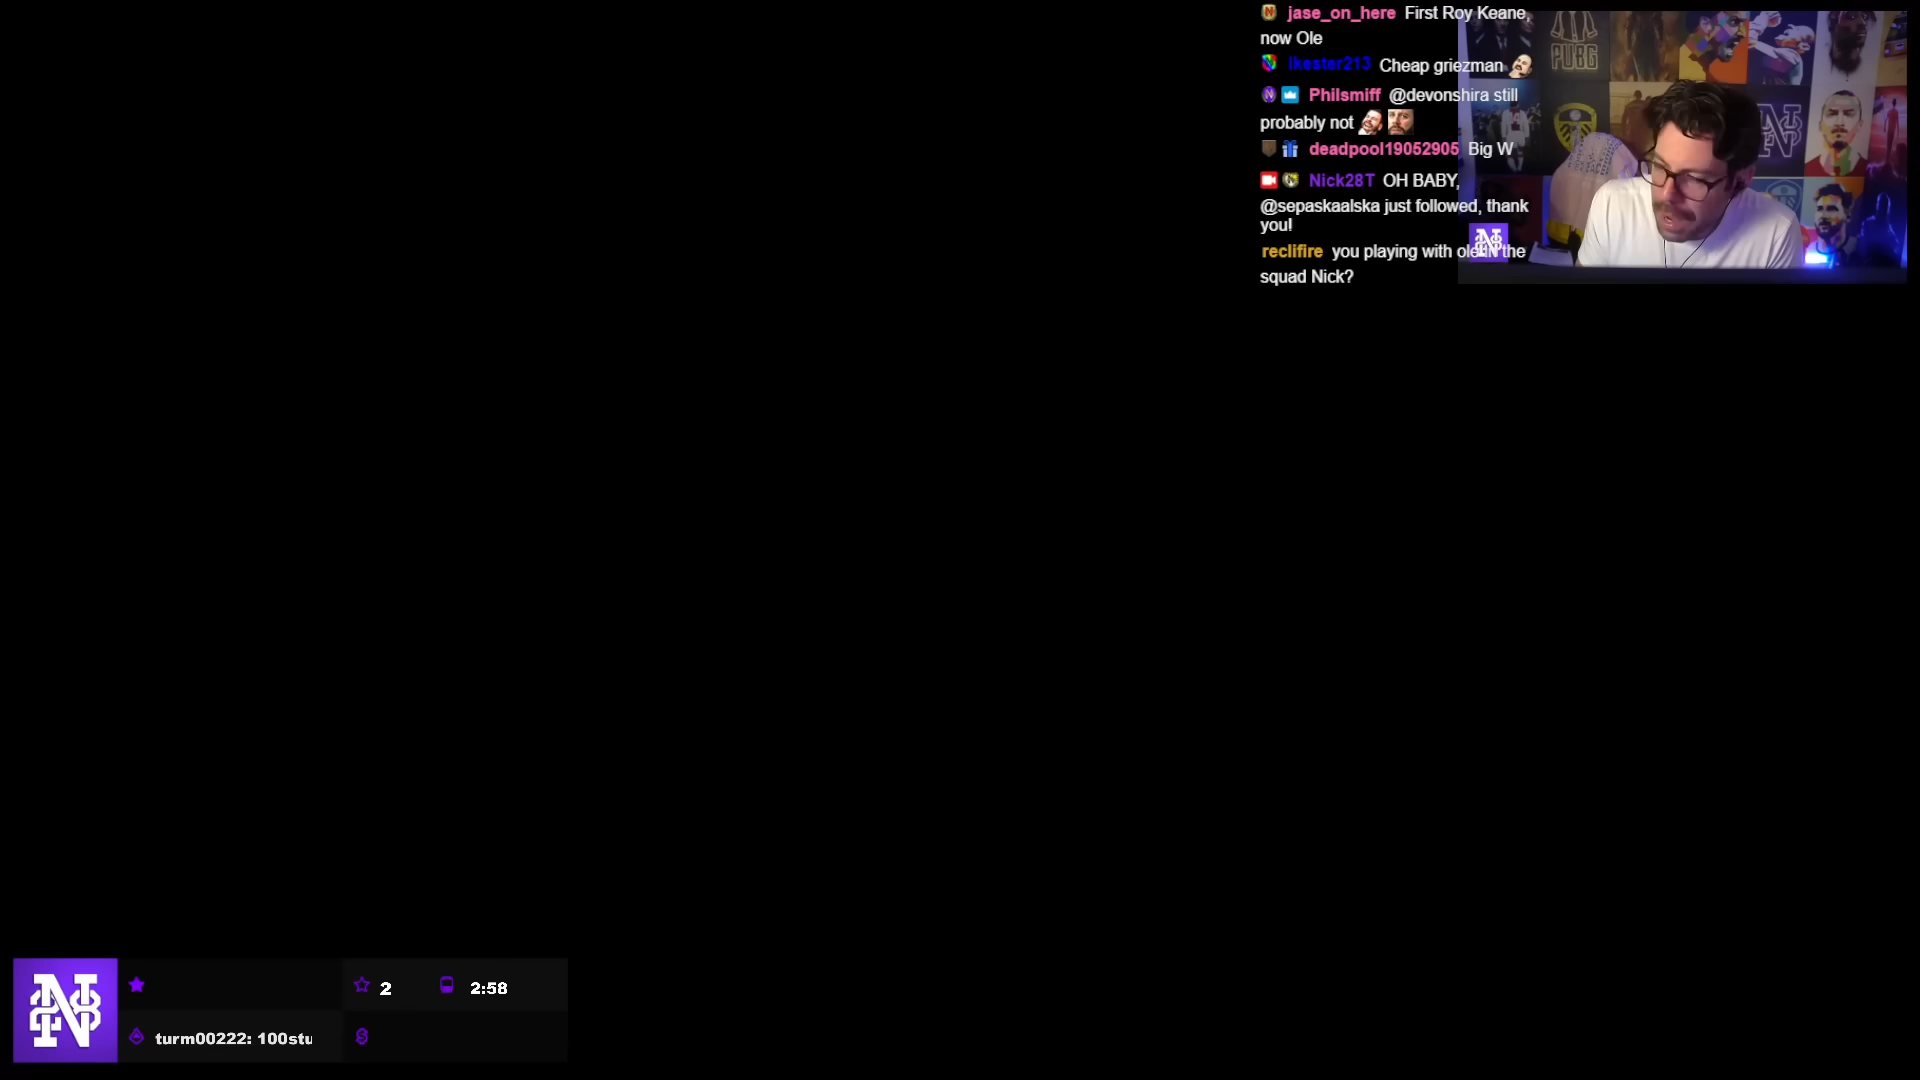 jase_on_here First Roy Keane,
now Ole
lkester213 Cheap griezman
Philsmiff @devonshira still
probably not
deadpool19052905 Big W
Nick28T OH BABY,
@sepaskaalska just followed, thank
you!
reclifire you playing with ole in the
squad Nick?
PUBG
2 2:58
turm00222: 100stu